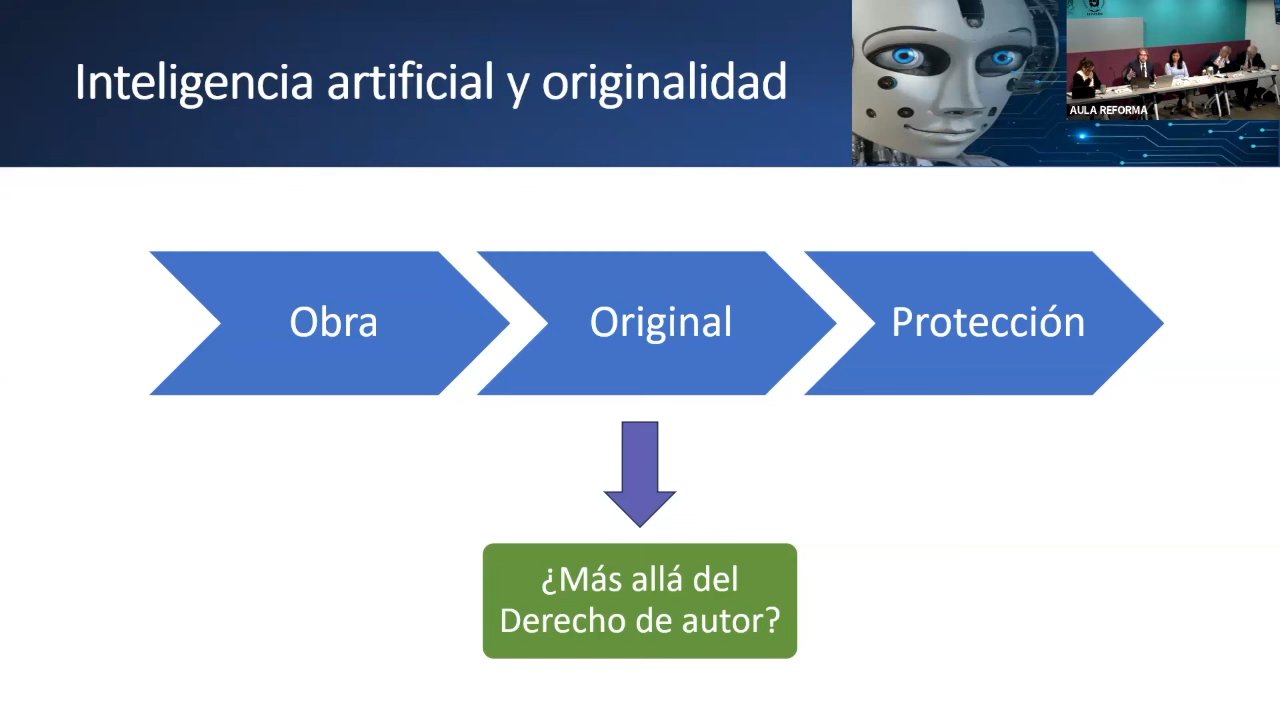 Inteligencia artificial y originalidad
AULA REFORMA
Obra
Original
Protección
¿Más allá del
Derecho de autor?